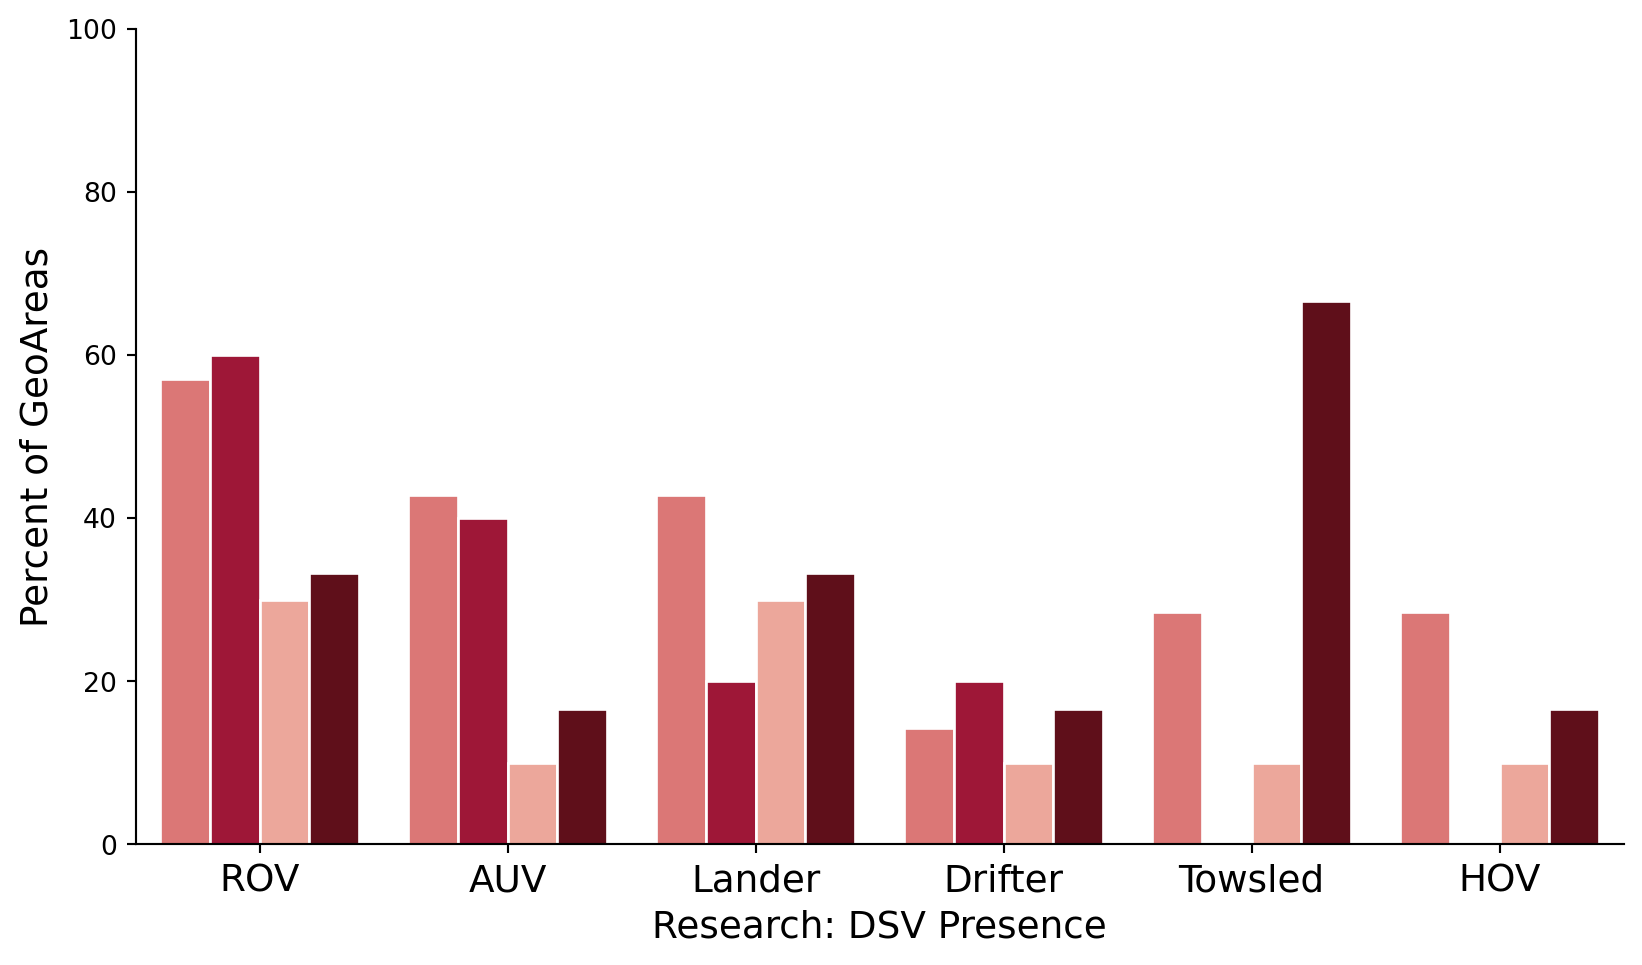 100
80
60
40
20
0
Percent of GeoAreas
ROV AUV Lander Drifter Towsled HOV
Research: DSV Presence